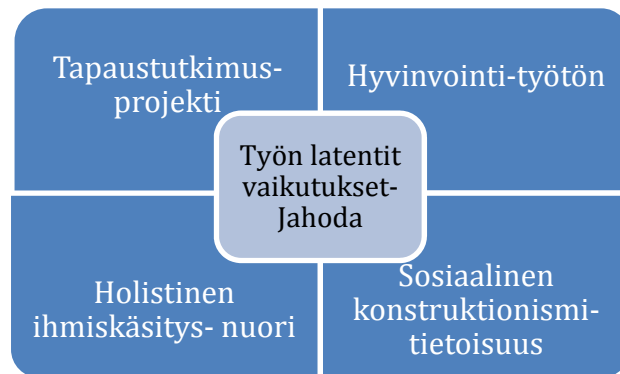 Tapaustutkimus-
projekti
Hyvinvointi-työtön
Työn latentit
vaikutukset-
Jahoda
Holistinen
ihmiskäsitys- nuori
Sosiaalinen
konstruktionismi-
tietoisuus